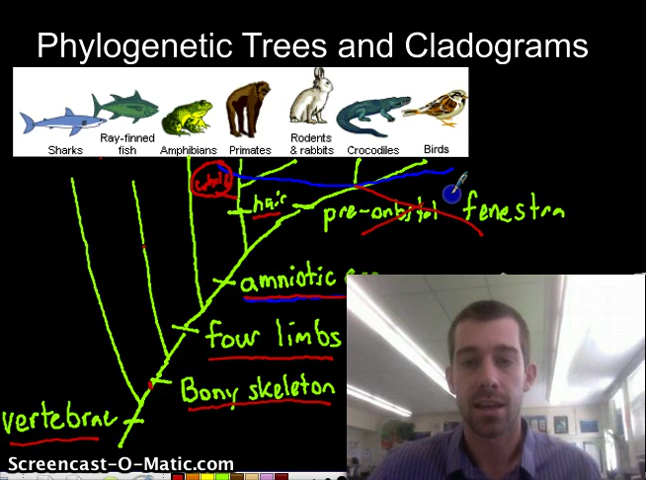 Phylogenetic Trees and Cladograms
Sharks
Ray-finned
fish
Amphibians
Primates
Rodents
& rabbits
Crocodiles
Birds
hair
pre-orbital fenestra
amniotic
four limbs
Bony skeleton
vertebrae
Screencast-O-Matic.com